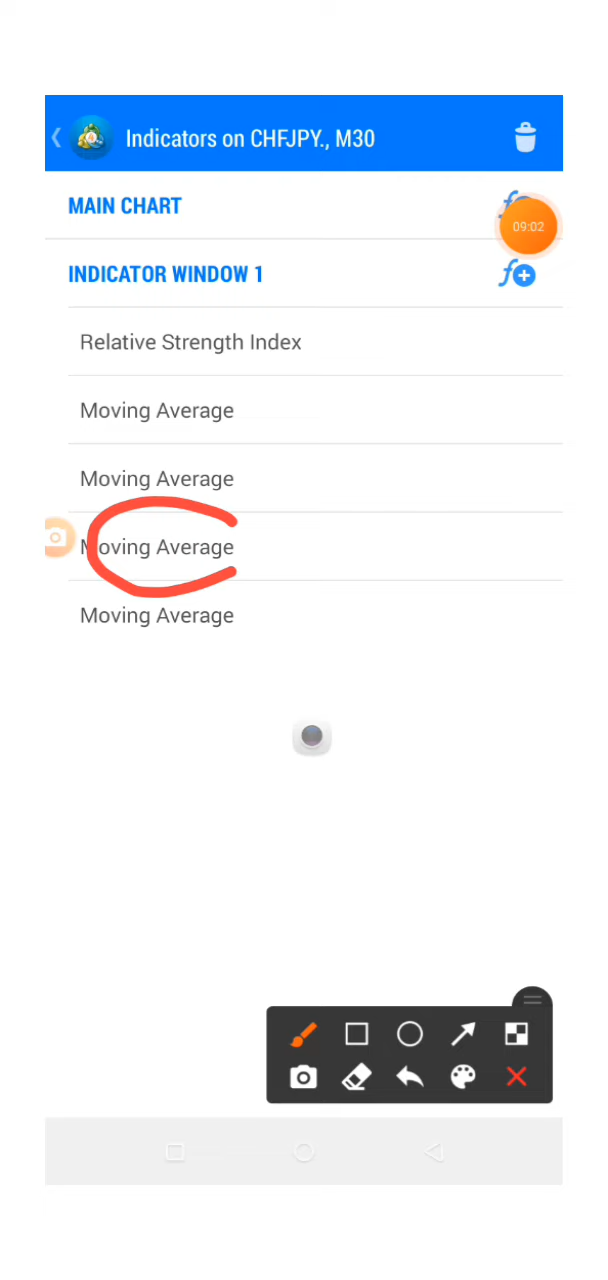 Indicators on CHFJPY., M30
MAIN CHART
09:02
INDICATOR WINDOW 1
Relative Strength Index
Moving Average
Moving Average
Moving Average
Moving Average